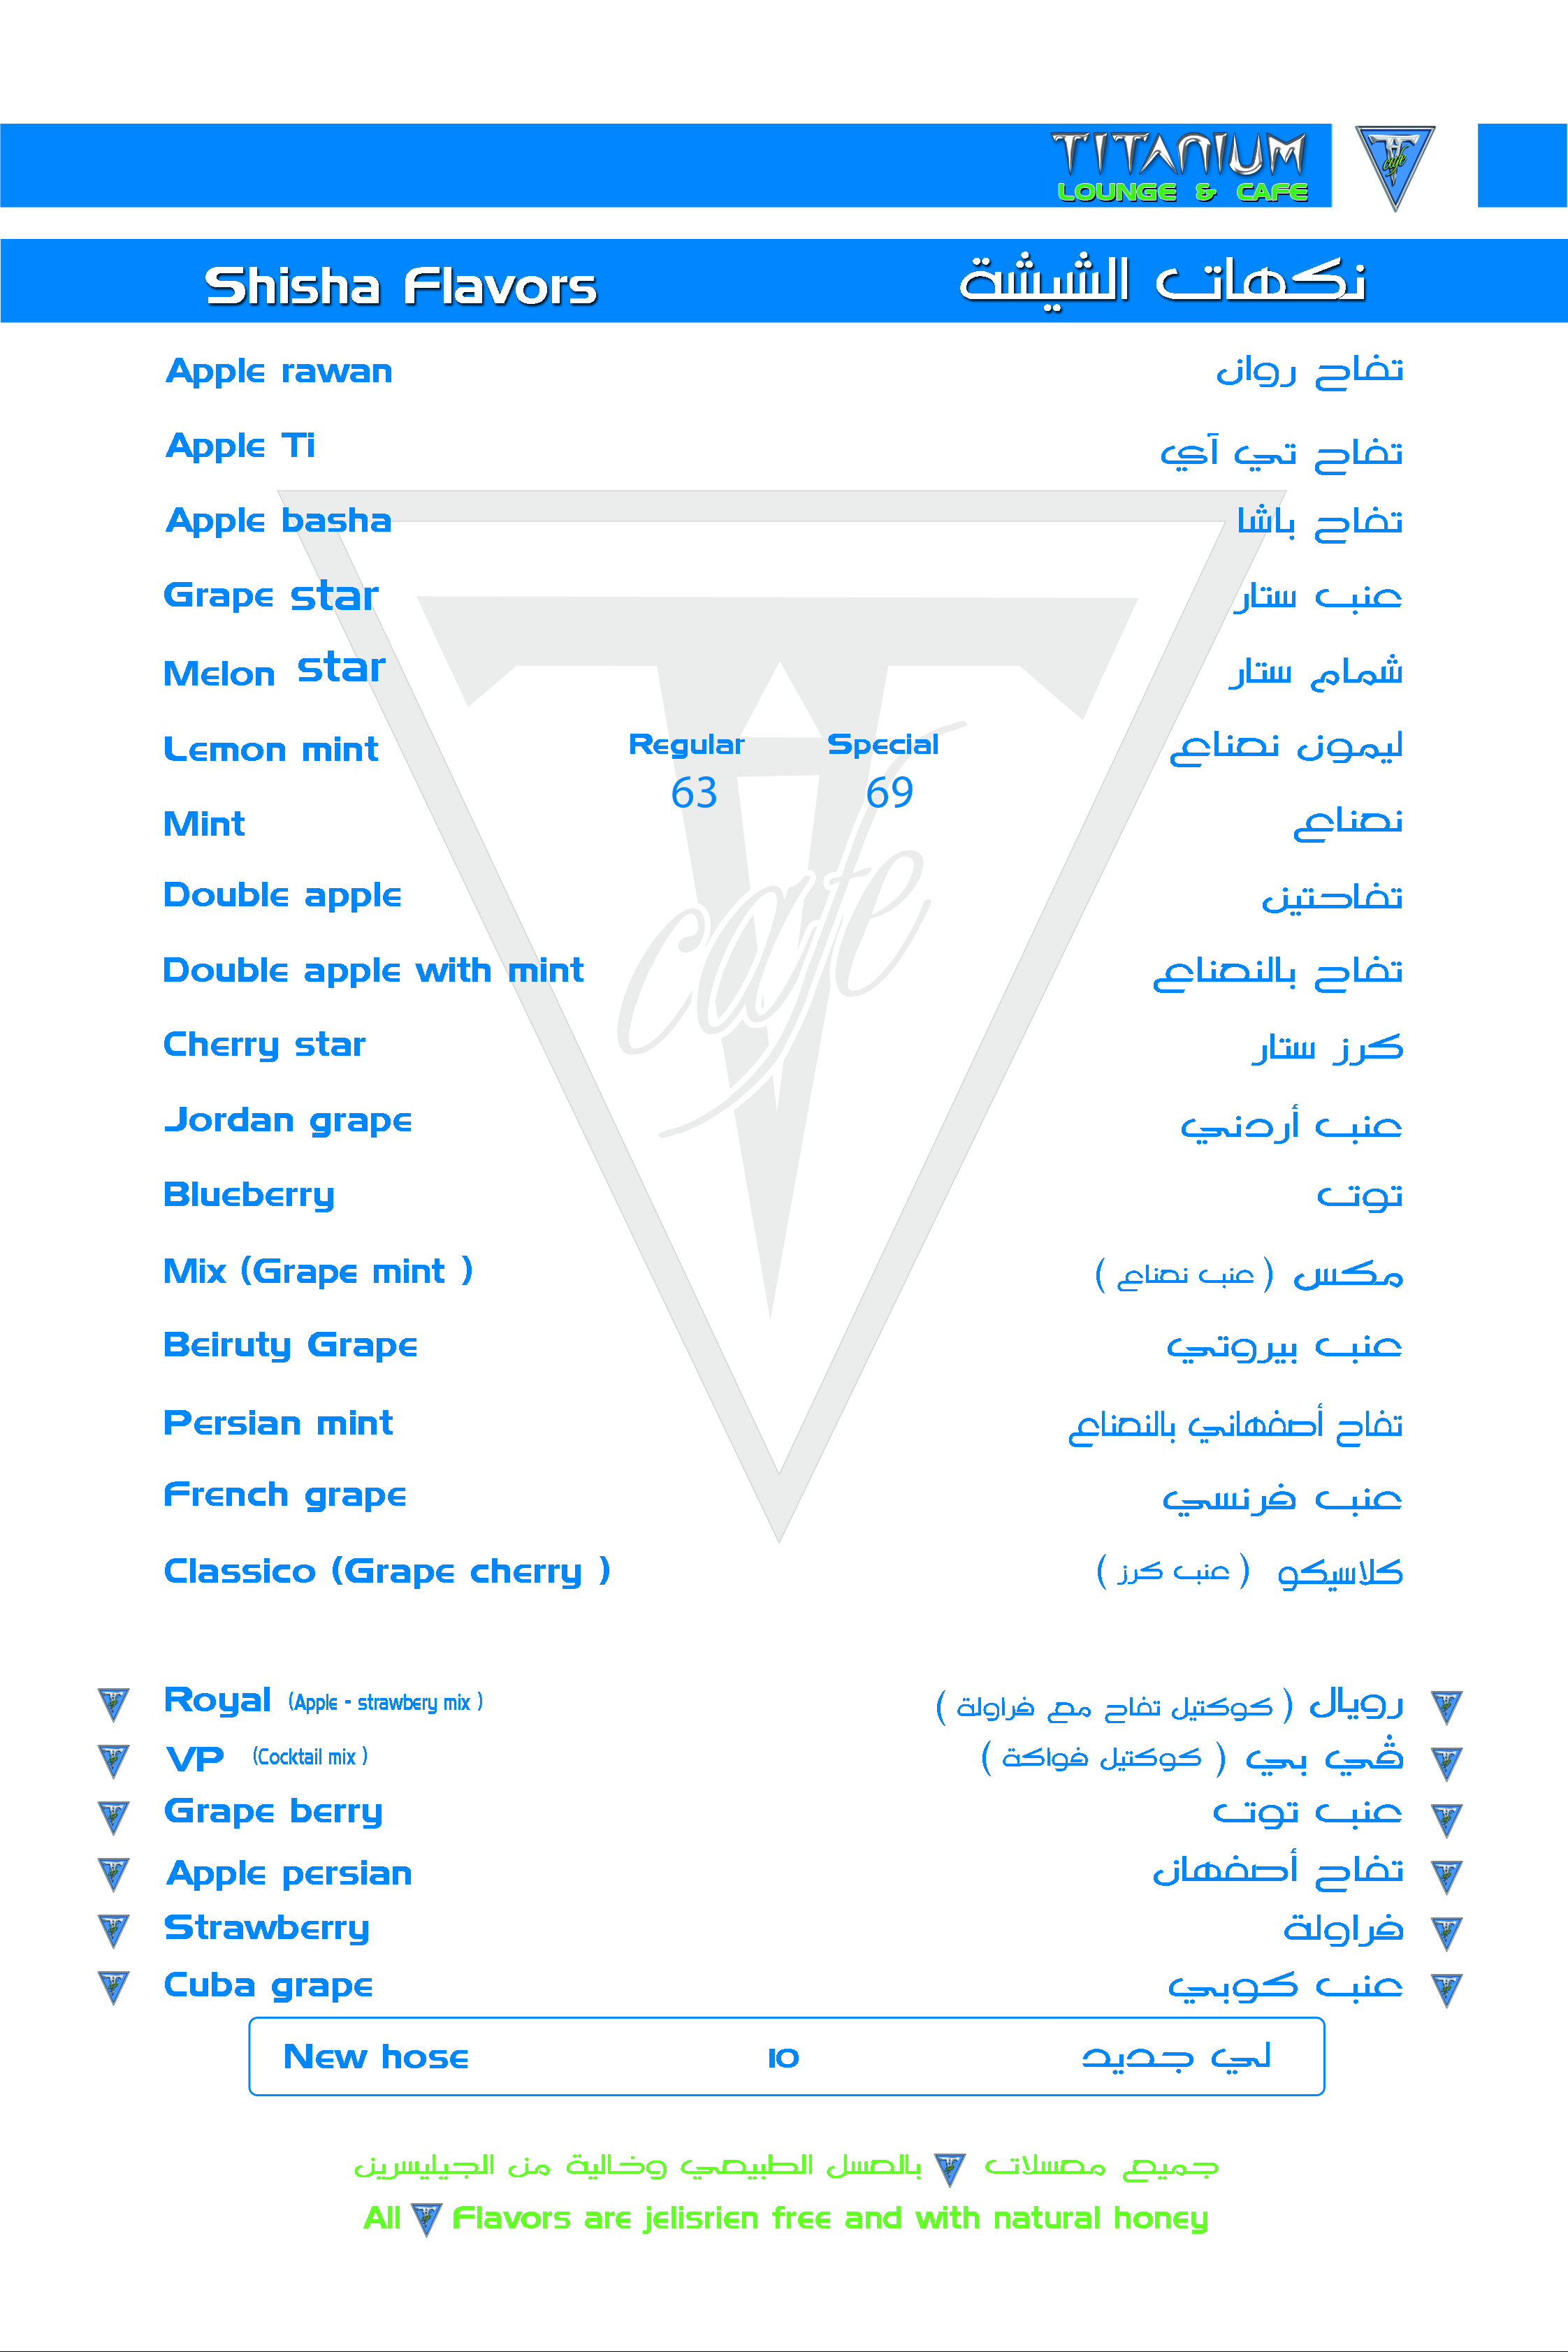 TITANIUM
LOUNGE & CAFE
Shisha Flavors نكهات الشيشة
Apple rawan تفاح روان
Apple Ti تفاح تي آي
Apple basha تفاح باشا
Grape star عنب ستار
Melon star شمام ستار
Lemon mint Regular Special ليمون نعناع
63 69
Mint نعناع
Double apple تفاحتين
Double apple with mint تفاح بالنعناع
café
Cherry star كرز ستار
Jordan grape عنب أردني
Blueberry توت
Mix (Grape mint ) مكس ( عنب نعناع )
Beiruty Grape عنب بيروتي
Persian mint تفاح أصفهاني بالنعناع
French grape عنب فرنسي
Classico (Grape cherry ) كلاسيكو ( عنب كرز )
Royal (Apple - strawbery mix ) رويال ( كوكتيل تفاح مع فراولة )
VP (Cocktail mix ) ڤي بي ( كوكتيل فواكة )
Grape berry عنب توت
Apple persian تفاح أصفهان
Strawberry فراولة
Cuba grape عنب كوبي
New hose 10 لي جديد
جميع معسلات بالعسل الطبيعي وخالية من الجيليسرين
All Flavors are jelisrien free and with natural honey